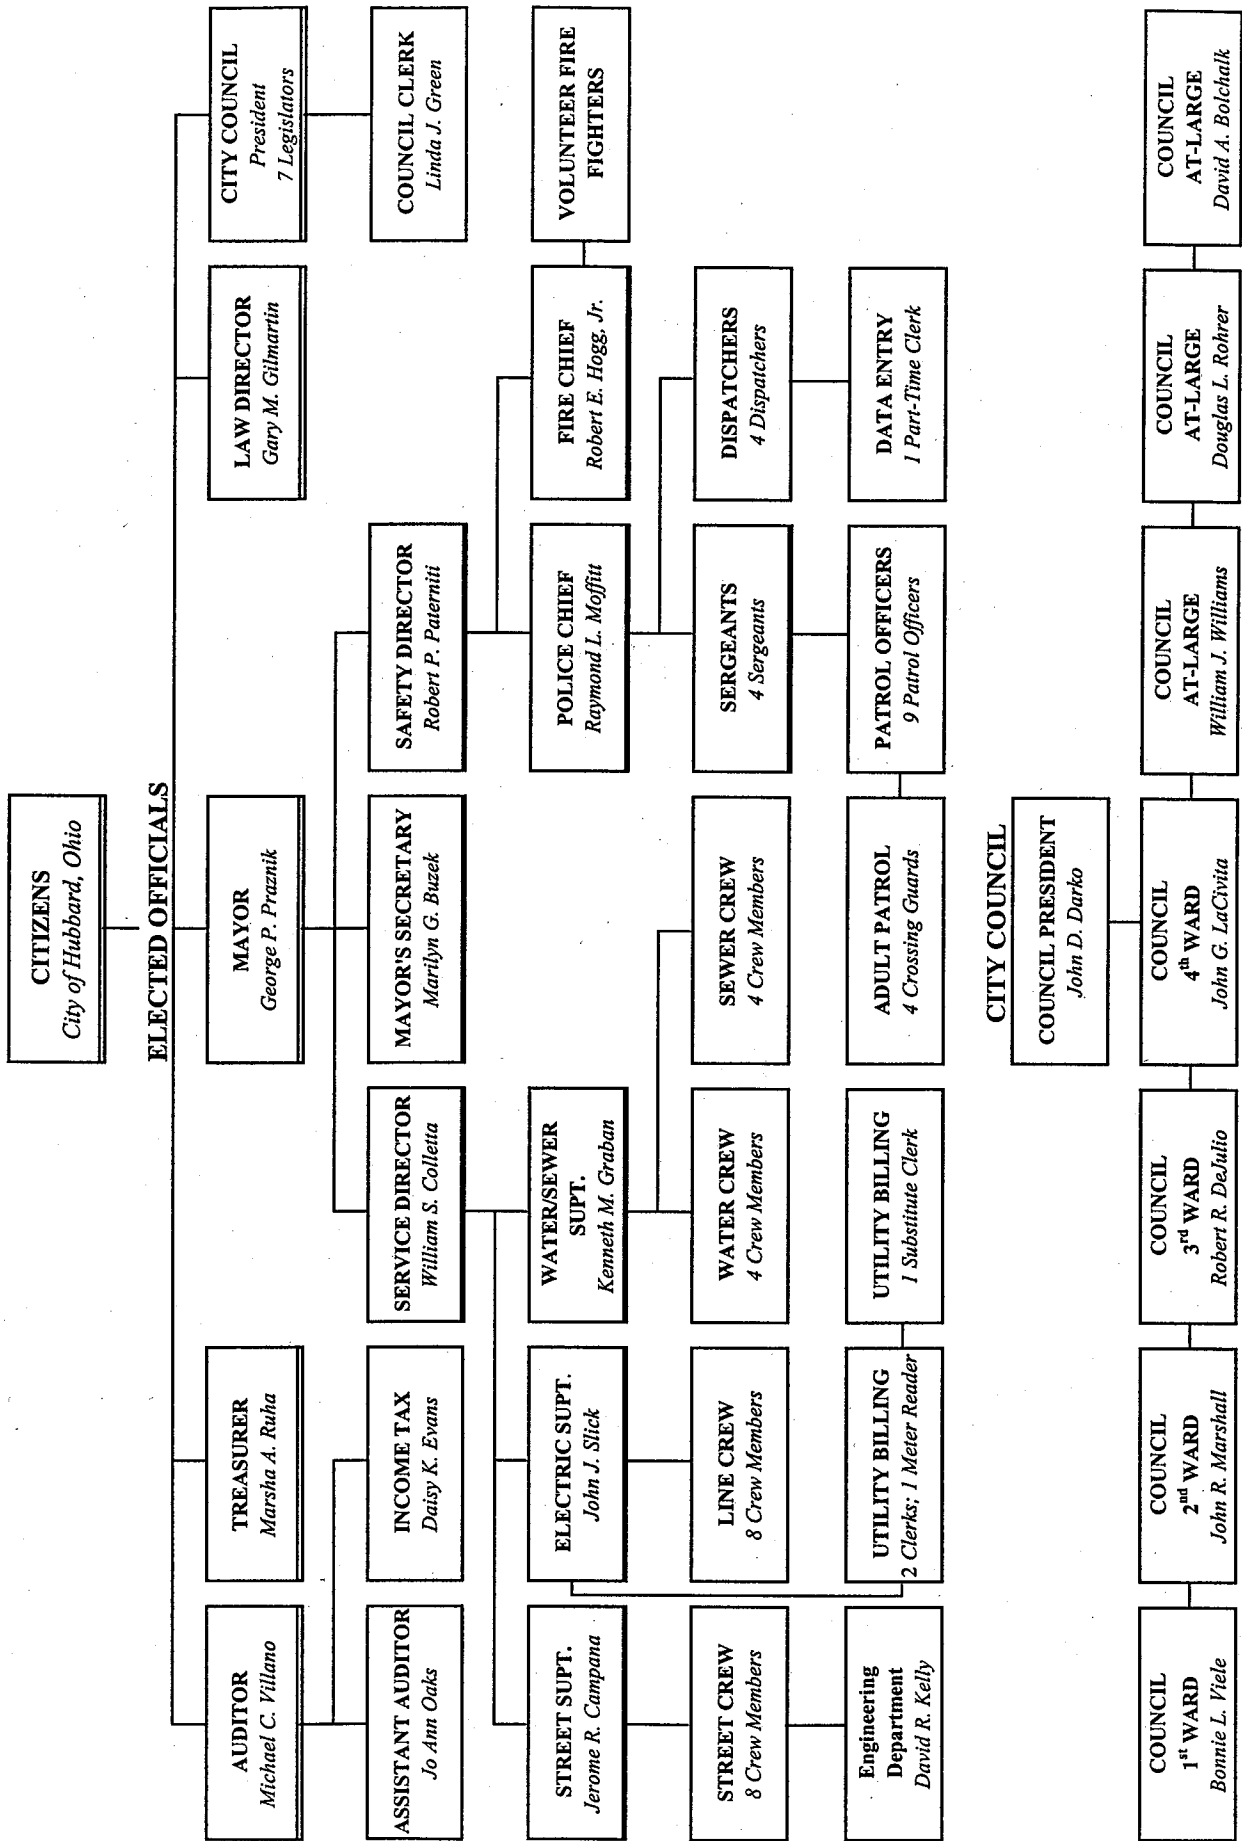 CITIZENS
City of Hubbard, Ohio
ELECTED OFFICIALS
AUDITOR
Michael C. Villano
TREASURER
Marsha A. Ruha
MAYOR
George P. Praznik
LAW DIRECTOR
Gary M. Gilmartin
CITY COUNCIL
President
7 Legislators
ASSISTANT AUDITOR
Jo Ann Oaks
INCOME TAX
Daisy K. Evans
SERVICE DIRECTOR
William S. Colletta
MAYOR'S SECRETARY
Marilyn G. Buzek
SAFETY DIRECTOR
Robert P. Paterniti
COUNCIL CLERK
Linda J. Green
STREET SUPT.
Jerome R. Campana
ELECTRIC SUPT.
John J. Slick
WATER/SEWER
SUPT.
Kenneth M. Graban
POLICE CHIEF
Raymond L. Moffitt
FIRE CHIEF
Robert E. Hogg, Jr.
VOLUNTEER FIRE
FIGHTERS
STREET CREW
8 Crew Members
LINE CREW
8 Crew Members
WATER CREW
4 Crew Members
SEWER CREW
4 Crew Members
SERGEANTS
4 Sergeants
DISPATCHERS
4 Dispatchers
Engineering
Department
David R. Kelly
UTILITY BILLING
2 Clerks; 1 Meter Reader
UTILITY BILLING
1 Substitute Clerk
ADULT PATROL
4 Crossing Guards
PATROL OFFICERS
9 Patrol Officers
DATA ENTRY
1 Part-Time Clerk
CITY COUNCIL
COUNCIL PRESIDENT
John D. Darko
COUNCIL
1st WARD
Bonnie L. Viele
COUNCIL
2nd WARD
John R. Marshall
COUNCIL
3rd WARD
Robert R. DeJulio
COUNCIL
4th WARD
John G. LaCivita
COUNCIL
AT-LARGE
William J. Williams
COUNCIL
AT-LARGE
Douglas L. Rohrer
COUNCIL
AT-LARGE
David A. Bolchalk